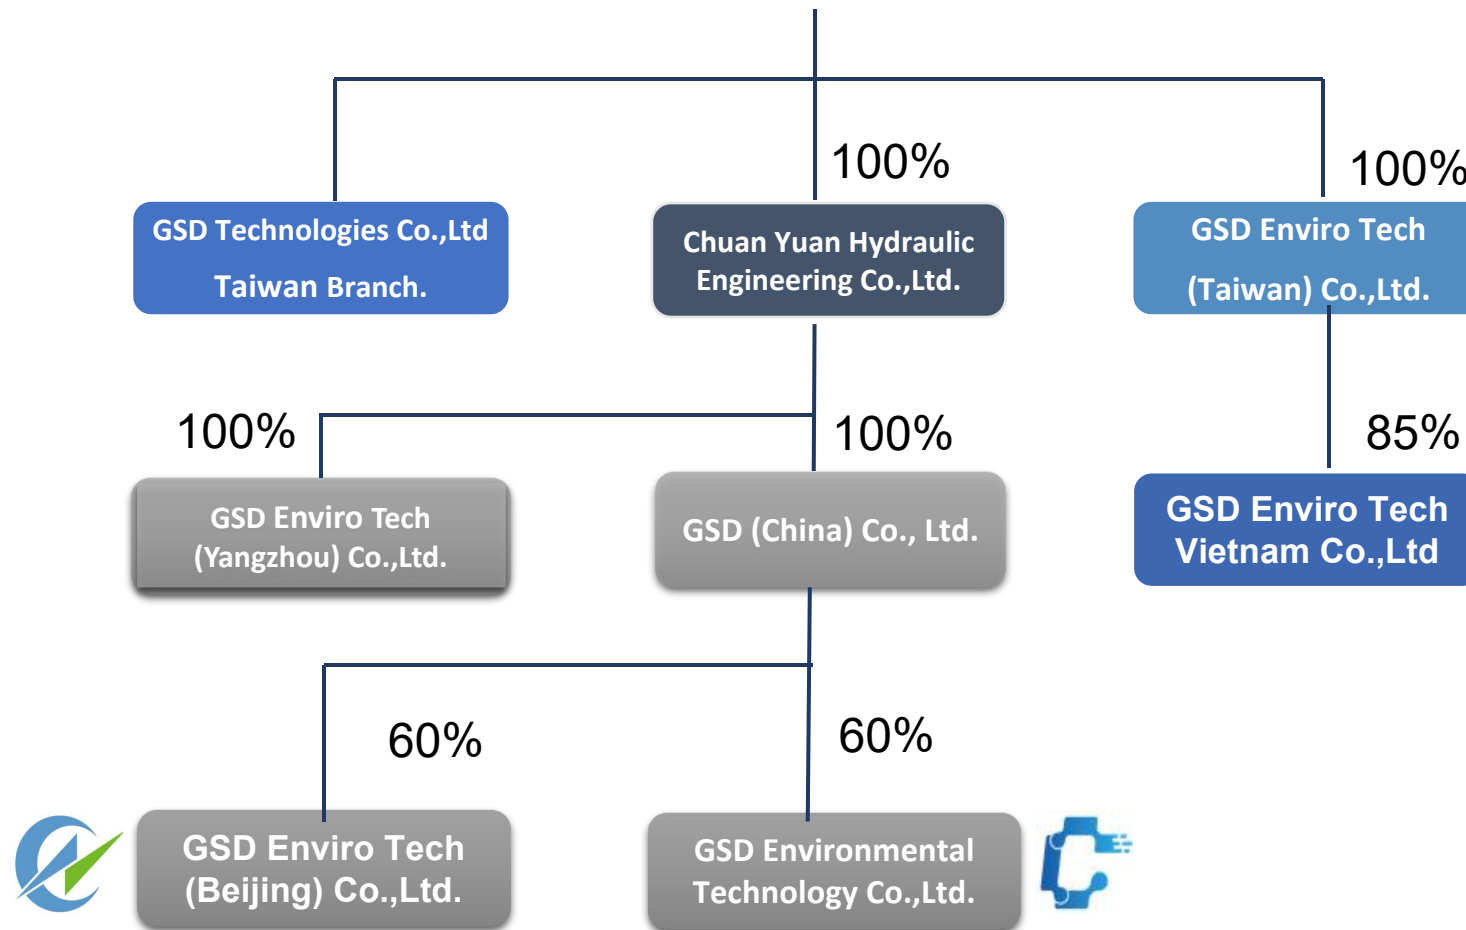 100%
100%
GSD Technologies Co.,Ltd
Taiwan Branch.
Chuan Yuan Hydraulic
Engineering Co.,Ltd.
GSD Enviro Tech
(Taiwan) Co.,Ltd.
100%
100%
85%
GSD Enviro Tech
(Yangzhou) Co.,Ltd.
GSD (China) Co., Ltd.
GSD Enviro Tech
Vietnam Co.,Ltd
60%
60%
GSD Enviro Tech
(Beijing) Co.,Ltd.
GSD Environmental
Technology Co.,Ltd.